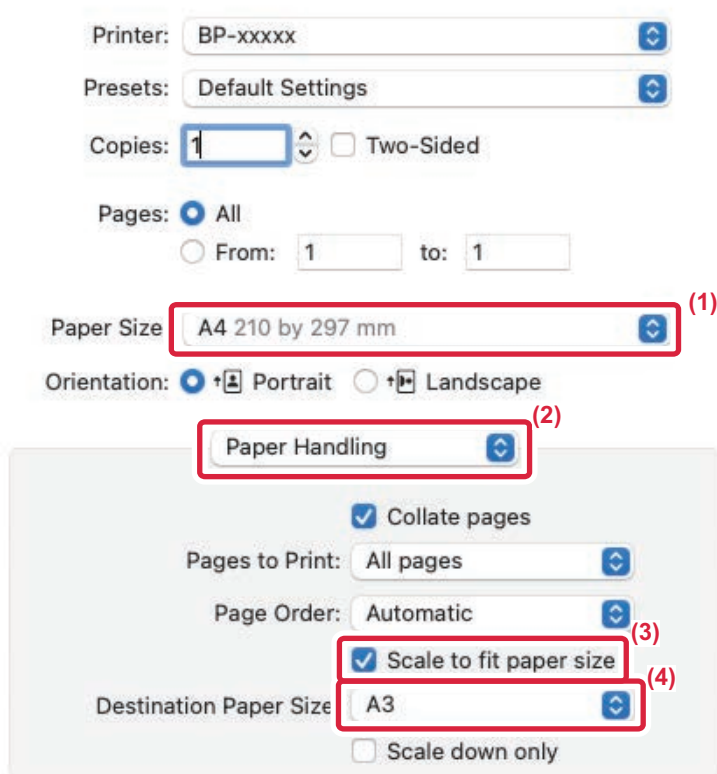 Printer: BP-xxxxx
Presets: Default Settings
Copies: 1 Two-Sided
Pages: All
From: 1 to: 1
(1)
Paper Size A4 210 by 297 mm
Orientation: Portrait Landscape
(2)
Paper Handling
Collate pages
Pages to Print: All pages
Page Order: Automatic
(3)
Scale to fit paper size
(4)
Destination Paper Size A3
Scale down only